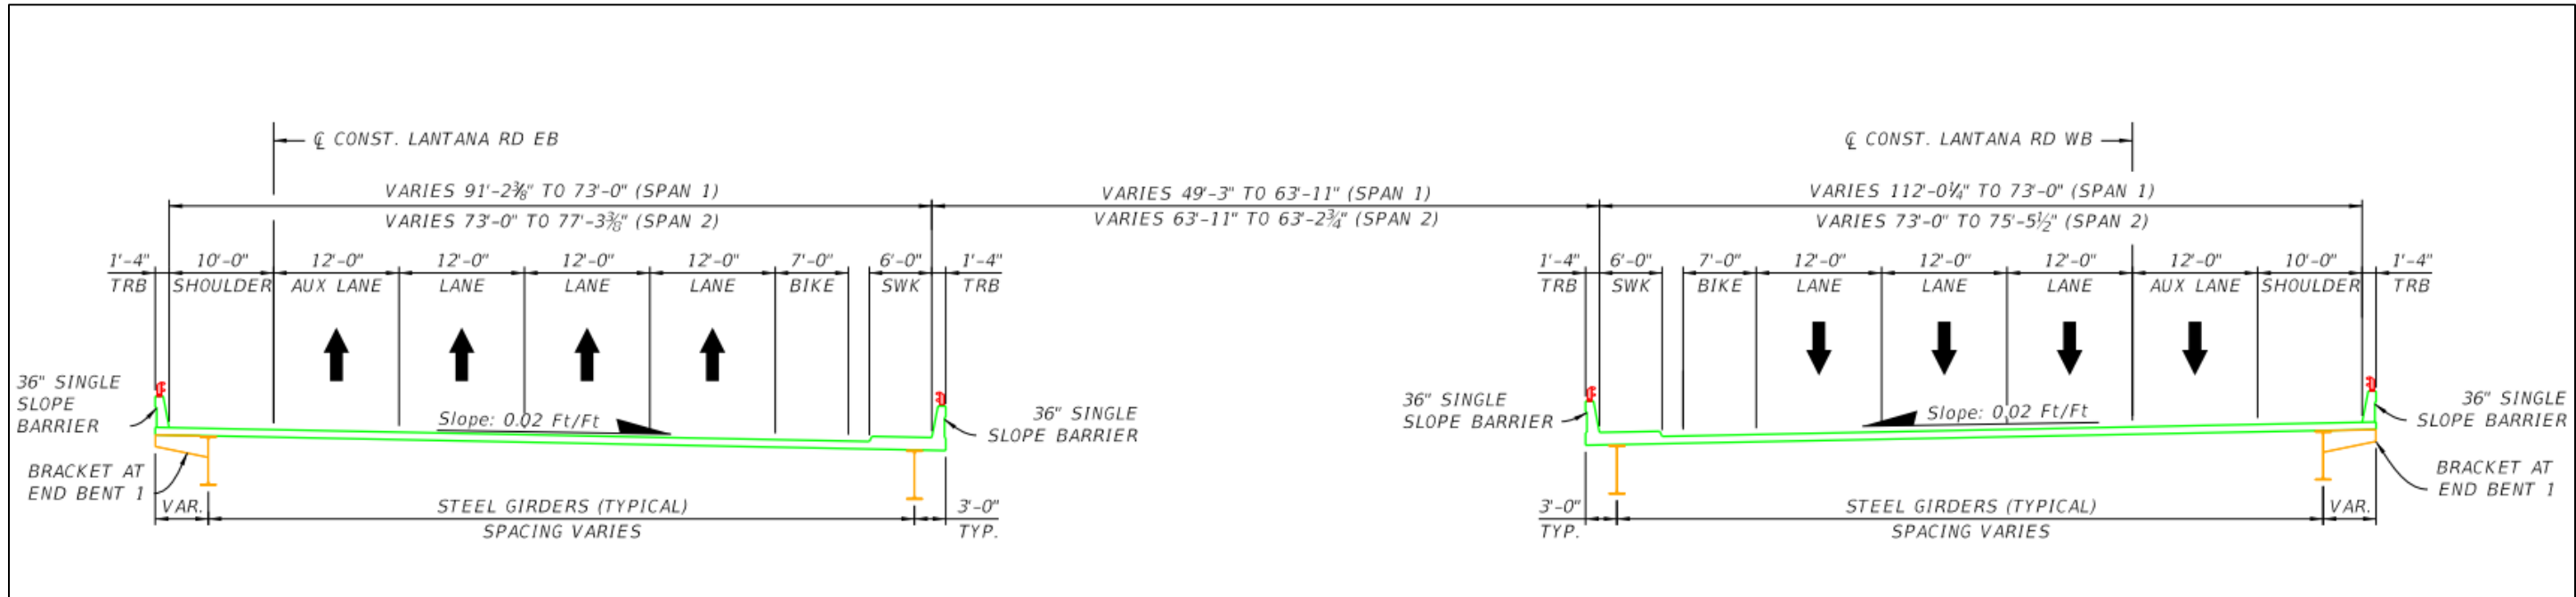 ℄ CONST. LANTANA RD EB
℄ CONST. LANTANA RD WB
VARIES 91'-2⅜" TO 73'-0" (SPAN 1)
VARIES 49'-3" TO 63'-11" (SPAN 1)
VARIES 112'-0¼" TO 73'-0" (SPAN 1)
VARIES 73'-0" TO 77'-3⅜" (SPAN 2)
VARIES 63'-11" TO 63'-2¾" (SPAN 2)
VARIES 73'-0" TO 75'-5½" (SPAN 2)
1'-4" 10'-0" 12'-0" 12'-0" 12'-0" 12'-0" 7'-0" 6'-0" 1'-4"
TRB SHOULDER AUX LANE LANE LANE LANE BIKE SWK TRB
1'-4" 6'-0" 7'-0" 12'-0" 12'-0" 12'-0" 12'-0" 10'-0" 1'-4"
TRB SWK BIKE LANE LANE LANE AUX LANE SHOULDER TRB
36" SINGLE
SLOPE
BARRIER
Slope: 0.02 Ft/Ft
36" SINGLE
SLOPE BARRIER
36" SINGLE
SLOPE BARRIER
Slope: 0.02 Ft/Ft
36" SINGLE
SLOPE BARRIER
BRACKET AT
END BENT 1
BRACKET AT
END BENT 1
VAR.
STEEL GIRDERS (TYPICAL)
SPACING VARIES
3'-0"
TYP.
3'-0"
TYP.
STEEL GIRDERS (TYPICAL)
SPACING VARIES
VAR.